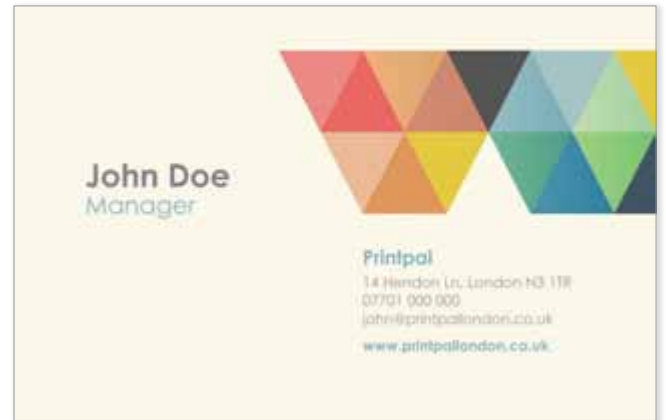 John Doe
Manager
Printpal
14 Hendon Ln, London N3 1TR
07701 000 000
john@printpallondon.co.uk
www.printpallondon.co.uk